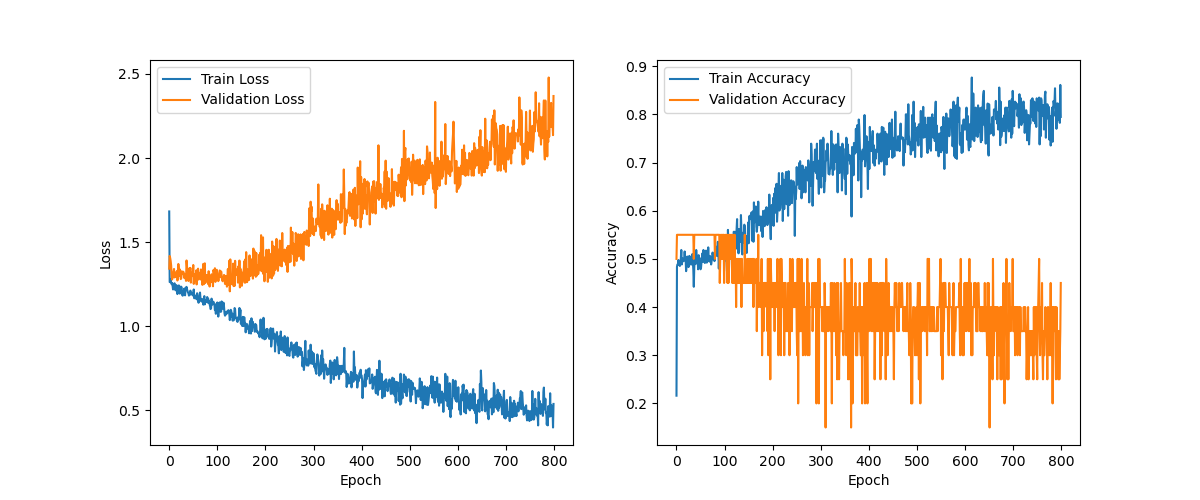 Train Loss
Validation Loss
2.5
2.0
1.5
1.0
0.5
Loss
0 100 200 300 400 500 600 700 800
Epoch
Train Accuracy
Validation Accuracy
0.9
0.8
0.7
0.6
0.5
0.4
0.3
0.2
Accuracy
0 100 200 300 400 500 600 700 800
Epoch